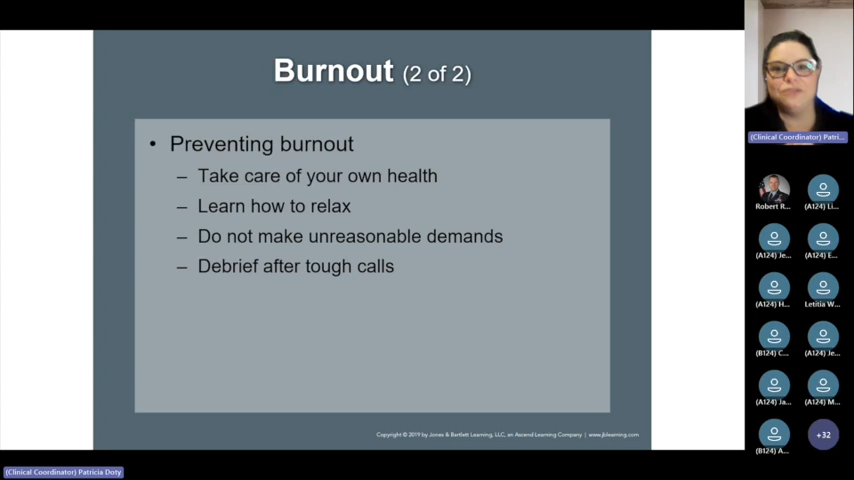 Burnout (2 of 2)
• Preventing burnout
– Take care of your own health
– Learn how to relax
– Do not make unreasonable demands
– Debrief after tough calls
Copyright © 2019 by Jones & Bartlett Learning, LLC, an Ascend Learning Company | www.jblearning.com
(Clinical Coordinator) Patri...
Robert R...
(A124) Li...
(A124) Je...
(A124) E...
(A124) H...
Letitia W...
(B124) C...
(A124) Je...
(A124) Ja...
(A124) M...
(B124) A...
+32
(Clinical Coordinator) Patricia Doty